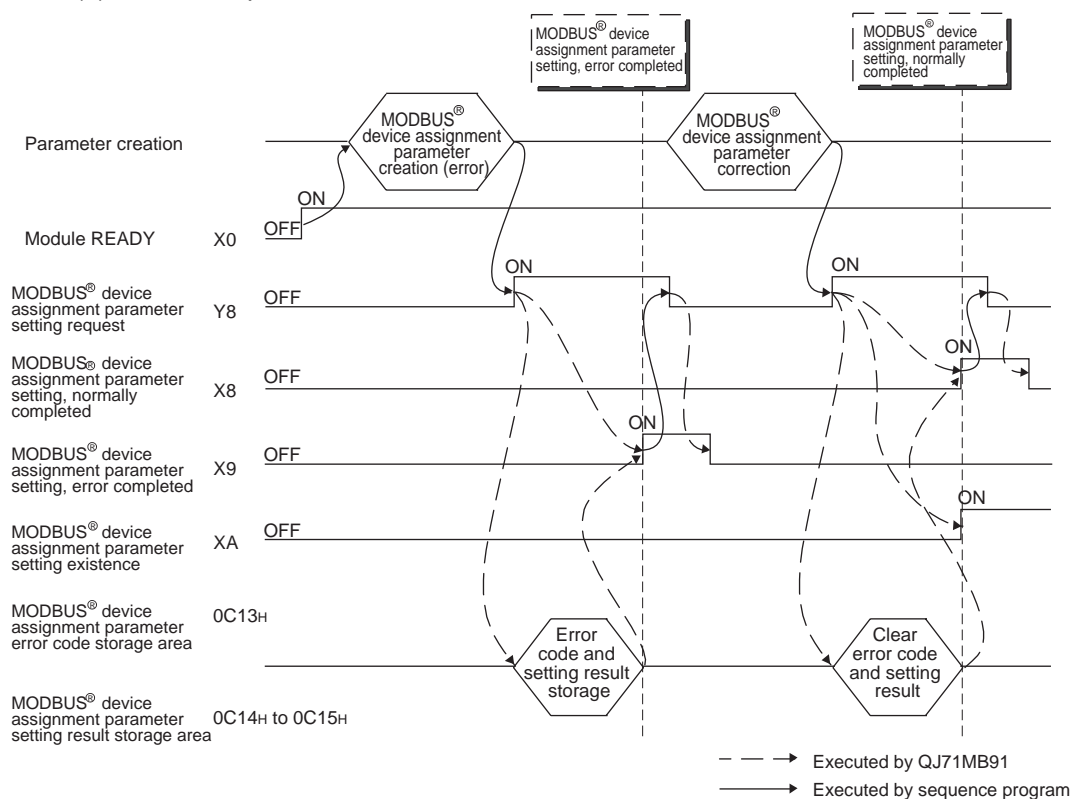 MODBUS® device
assignment parameter
setting, error completed
MODBUS® device
assignment parameter
setting, normally
completed
Parameter creation
MODBUS®
device assignment
parameter
creation (error)
MODBUS®
device assignment
parameter
correction
Module READY X0 OFF ON
MODBUS® device
assignment parameter
setting request
Y8 OFF ON ON
MODBUS® device
assignment parameter
setting, normally
completed
X8 OFF ON
MODBUS® device
assignment parameter
setting, error completed
X9 OFF ON
MODBUS® device
assignment parameter
setting existence
XA OFF ON
MODBUS® device
assignment parameter
error code storage area
0C13H
Error
code and
setting result
storage
Clear
error code
and setting
result
MODBUS® device
assignment parameter
setting result storage area
0C14H to 0C15H
Executed by QJ71MB91
Executed by sequence program